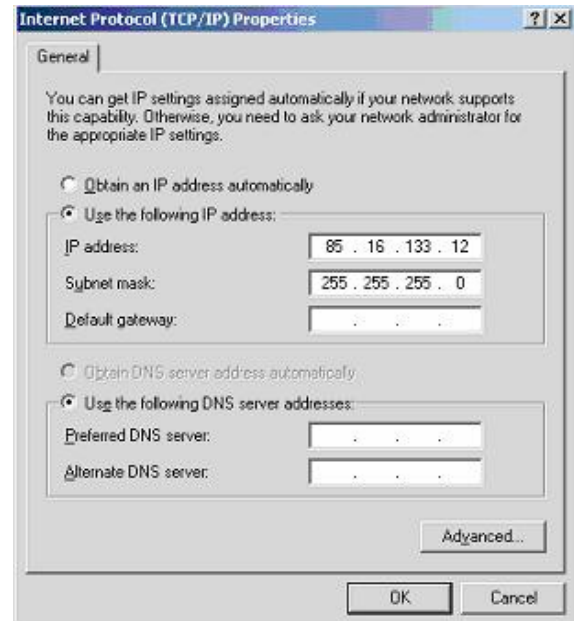 Internet Protocol (TCP/IP) Properties ? X
General
You can get IP settings assigned automatically if your network supports
this capability. Otherwise, you need to ask your network administrator for
the appropriate IP settings.
Obtain an IP address automatically
Use the following IP address:
IP address: 85 . 16 . 133 . 12
Subnet mask: 255 . 255 . 255 . 0
Default gateway: . . .
Obtain DNS server address automatically
Use the following DNS server addresses:
Preferred DNS server: . . .
Alternate DNS server: . . .
Advanced...
OK Cancel